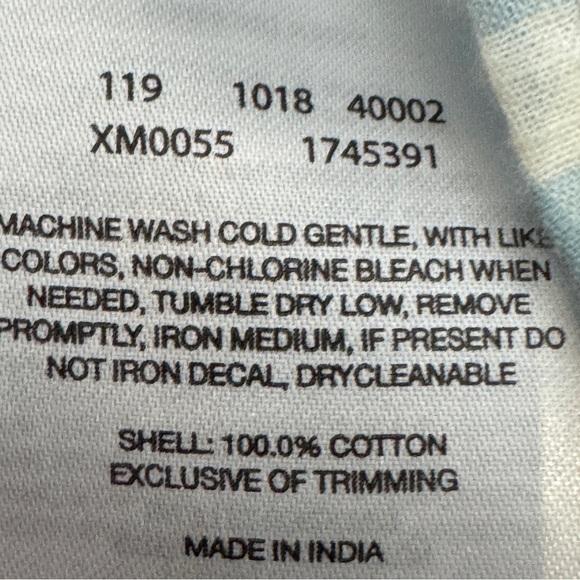 119 1018 40002
XM0055 1745391
MACHINE WASH COLD GENTLE, WITH LIKE
COLORS, NON-CHLORINE BLEACH WHEN
NEEDED, TUMBLE DRY LOW, REMOVE
PROMPTLY, IRON MEDIUM, IF PRESENT DO
NOT IRON DECAL, DRYCLEANABLE
SHELL: 100.0% COTTON
EXCLUSIVE OF TRIMMING
MADE IN INDIA